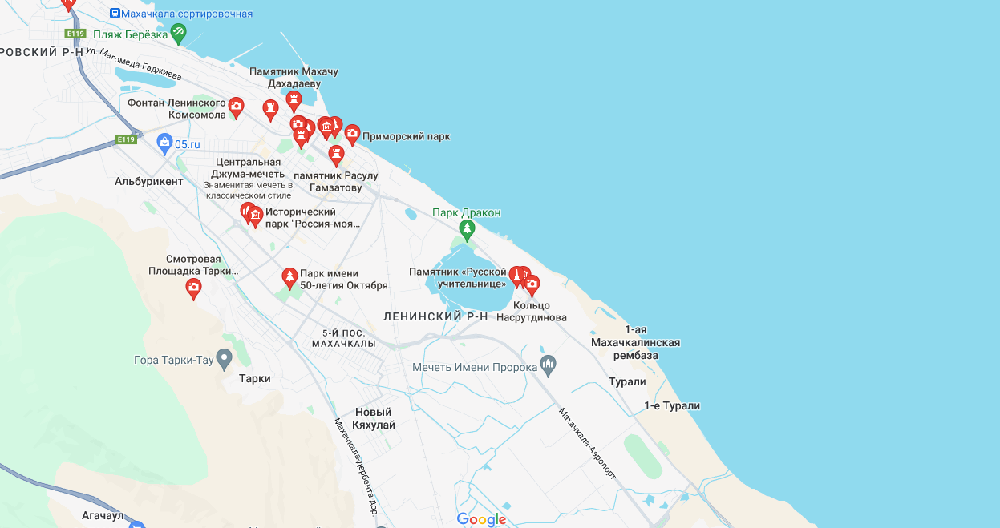 Махачкала-сортировочная
E119
Пляж Берёзка
РОВСКИЙ Р-Н
ул. Магомеда Гаджиева
Памятник Махачу
Дахадаеву
Фонтан Ленинского
Комсомола
E119
05.ru
Приморский парк
Центральная
Джума-мечеть
Знаменитая мечеть в
классическом стиле
памятник Расулу
Гамзатову
Альбурикент
Исторический
парк "Россия-моя...
Парк Дракон
Смотровая
Площадка Тарки...
Парк имени
50-летия Октября
Памятник «Русской
учительнице»
Кольцо
Насрутдинова
ЛЕНИНСКИЙ Р-Н
5-Й ПОС.
МАХАЧКАЛЫ
1-ая
Махачкалинская
рембаза
Гора Тарки-Тау
Тарки
Мечеть Имени Пророка
Турали
1-е Турали
Новый
Кяхулай
Махачкала-Аэропорт
Махачкала-дербента дор.
Агачаул
Google